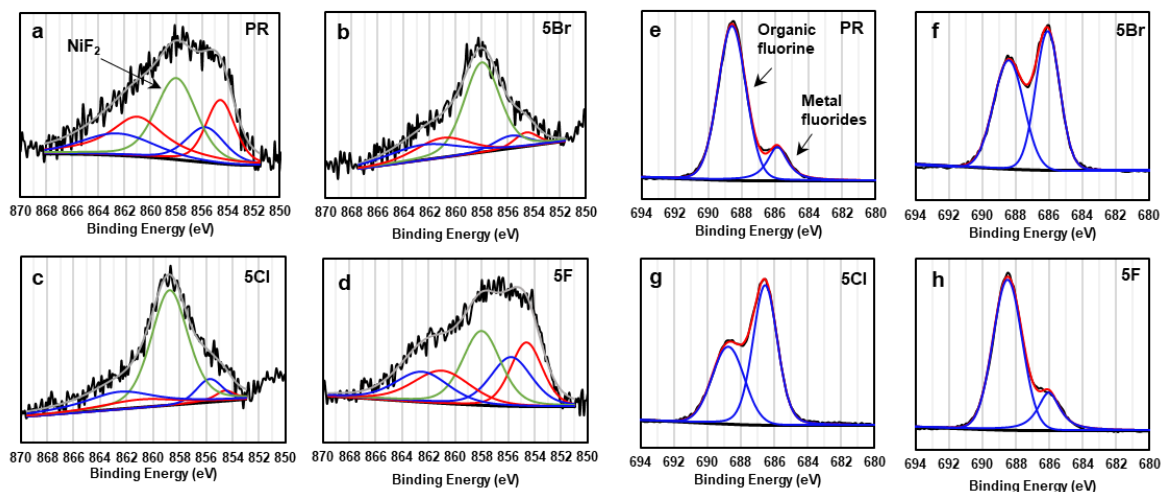 a
PR
NiF2
870 868 866 864 862 860 858 856 854 852 850
Binding Energy (eV)
b
5Br
870 868 866 864 862 860 858 856 854 852 850
Binding Energy (eV)
e
PR
Organic
fluorine
Metal
fluorides
694 692 690 688 686 684 682 680
Binding Energy (eV)
f
5Br
694 692 690 688 686 684 682 680
Binding Energy (eV)
c
5Cl
870 868 866 864 862 860 858 856 854 852 850
Binding Energy (eV)
d
5F
870 868 866 864 862 860 858 856 854 852 850
Binding Energy (eV)
g
5Cl
694 692 690 688 686 684 682 680
Binding Energy (eV)
h
5F
694 692 690 688 686 684 682 680
Binding Energy (eV)